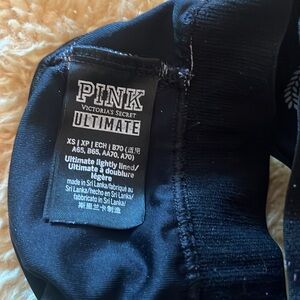 PINK
VICTORIA'S SECRET
ULTIMATE
XS | XP | ECH | B70 (适用
A65, B65, AA70, A70)
Ultimate lightly lined/
Ultimate à doublure
légère
made in Sri Lanka/fabriqué au
Sri Lanka/hecho en Sri Lanka/
fabbricato in Sri Lanka/
斯里兰卡制造